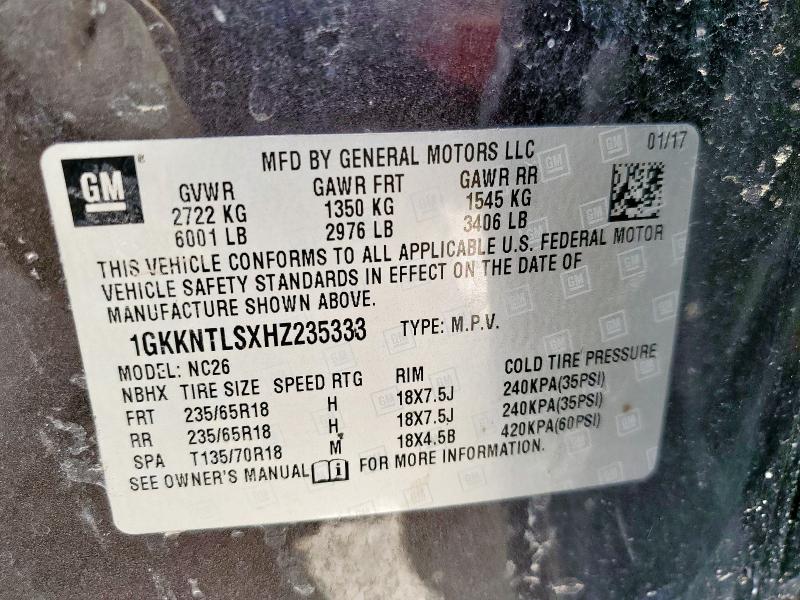 GM
MFD BY GENERAL MOTORS LLC
01/17
GVWR GAWR FRT GAWR RR
2722 KG 1350 KG 1545 KG
6001 LB 2976 LB 3406 LB
THIS VEHICLE CONFORMS TO ALL APPLICABLE U.S. FEDERAL MOTOR
VEHICLE SAFETY STANDARDS IN EFFECT ON THE DATE OF
MANUFACTURE SHOWN ABOVE.
1GKKNTLSXHZ235333 TYPE: M.P.V.
MODEL: NC26
NBHX TIRE SIZE SPEED RTG RIM COLD TIRE PRESSURE
FRT 235/65R18 H 18X7.5J 240KPA(35PSI)
RR 235/65R18 H 18X7.5J 240KPA(35PSI)
SPA T135/70R18 M 18X4.5B 420KPA(60PSI)
SEE OWNER'S MANUAL FOR MORE INFORMATION.